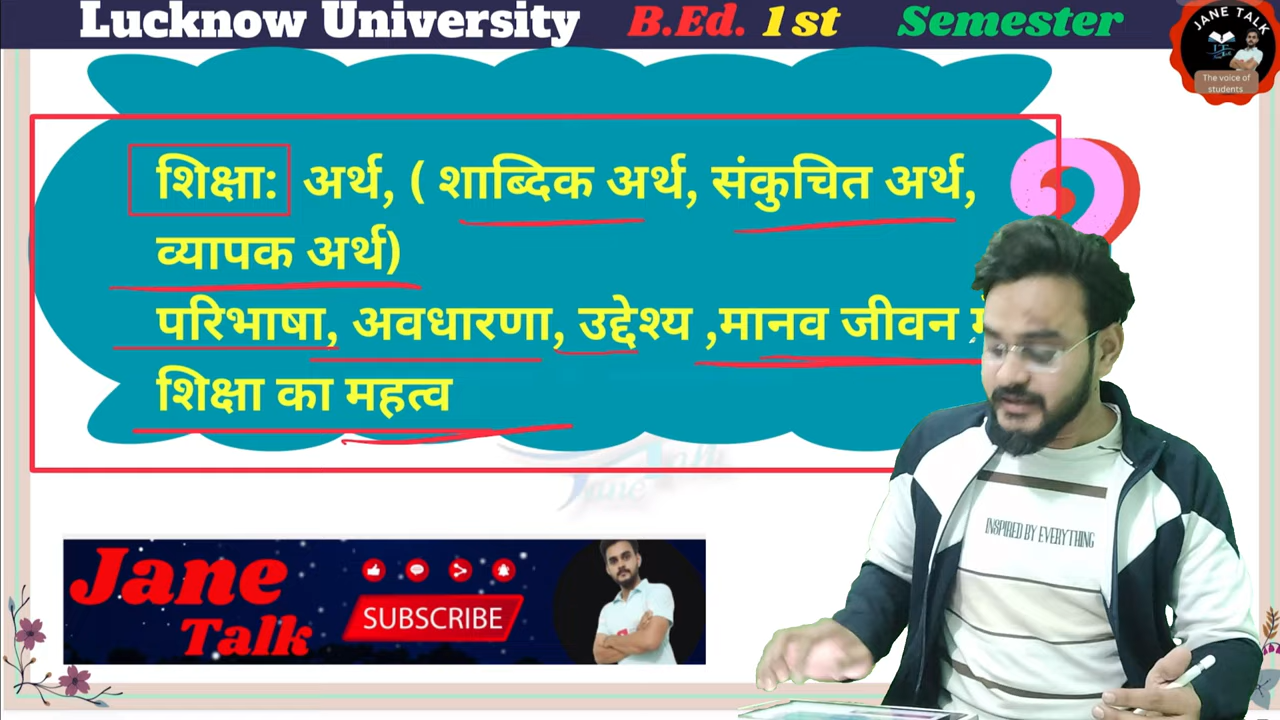 Lucknow University B.Ed. 1st Semester
JANE TALK
The voice of
students
शिक्षा: अर्थ, ( शाब्दिक अर्थ, संकुचित अर्थ,
व्यापक अर्थ)
परिभाषा, अवधारणा, उद्देश्य ,मानव जीवन
शिक्षा का महत्व
INSPIRED BY EVERYTHING
Jane
Talk
SUBSCRIBE